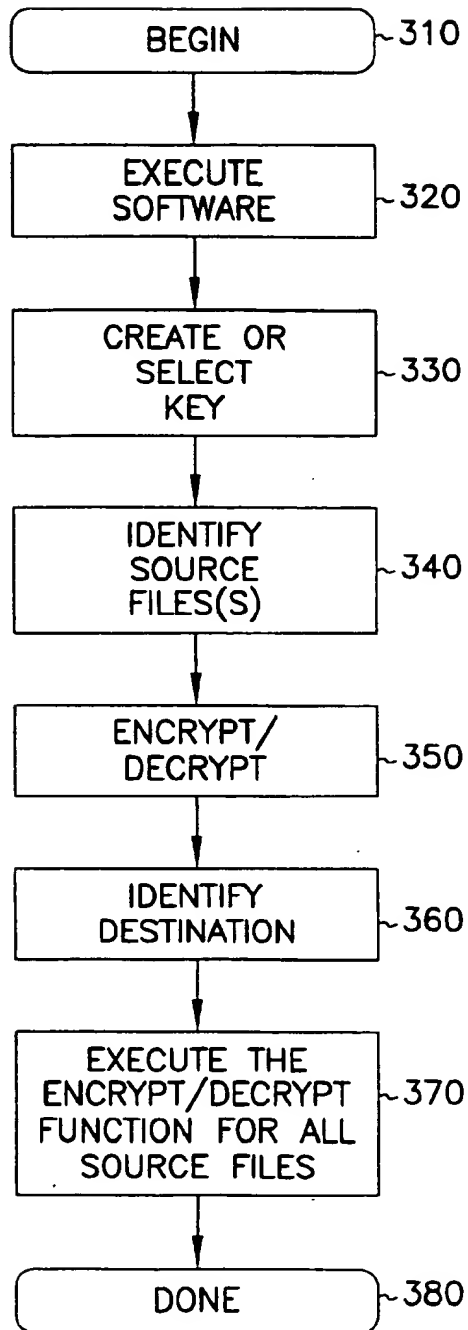 BEGIN
310
EXECUTE
SOFTWARE
320
CREATE OR
SELECT
KEY
330
IDENTIFY
SOURCE
FILES(S)
340
ENCRYPT/
DECRYPT
350
IDENTIFY
DESTINATION
360
EXECUTE THE
ENCRYPT/DECRYPT
FUNCTION FOR ALL
SOURCE FILES
370
DONE
380